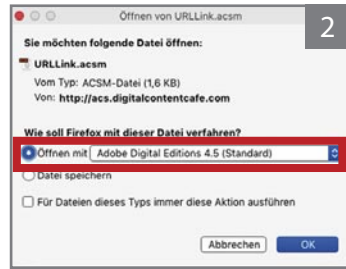 Öffnen von URLLink.acsm
2
Sie möchten folgende Datei öffnen:
URLLink.acsm
Vom Typ: ACSM-Datei (1,6 KB)
Von: http://acs.digitalcontentcafe.com
Wie soll Firefox mit dieser Datei verfahren?
Öffnen mit Adobe Digital Editions 4.5 (Standard)
Datei speichern
Für Dateien dieses Typs immer diese Aktion ausführen
Abbrechen OK